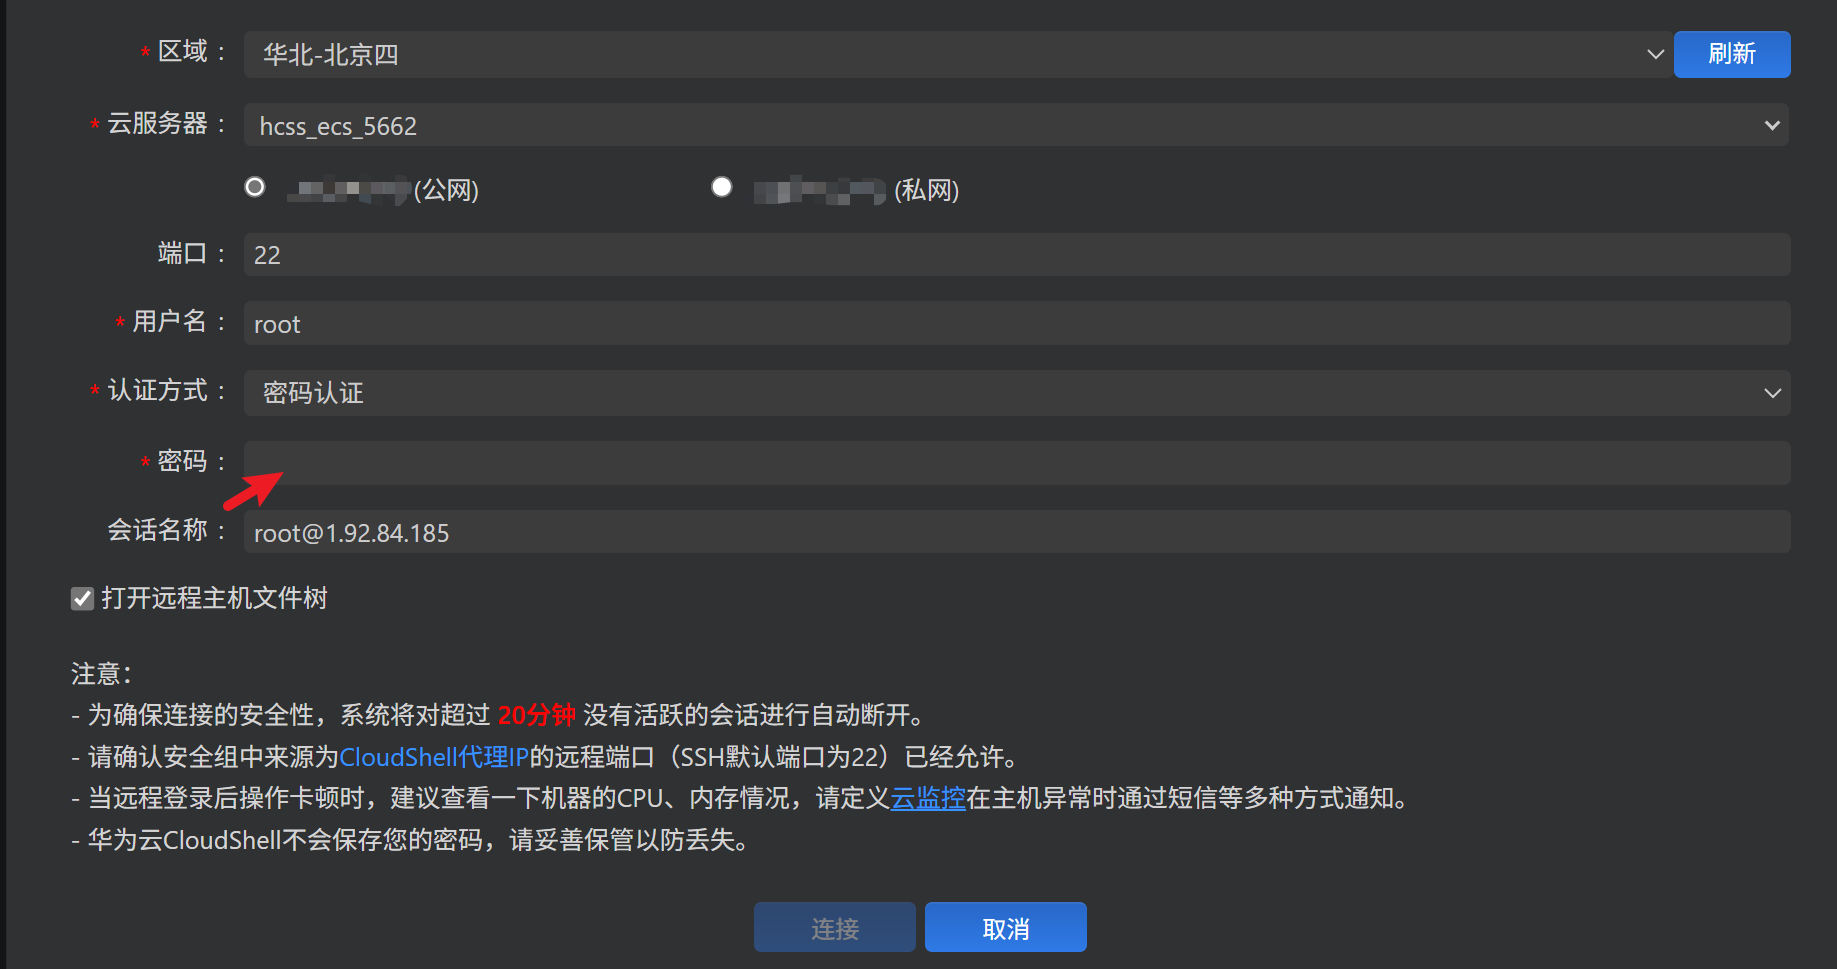 * 区域 : 华北-北京四 刷新
* 云服务器 : hcss_ecs_5662
(公网) (私网)
端口 : 22
* 用户名 : root
* 认证方式 : 密码认证
* 密码 :
会话名称 : root@1.92.84.185
打开远程主机文件树
注意：
- 为确保连接的安全性，系统将对超过 20分钟 没有活跃的会话进行自动断开。
- 请确认安全组中来源为CloudShell代理IP的远程端口（SSH默认端口为22）已经允许。
- 当远程登录后操作卡顿时，建议查看一下机器的CPU、内存情况，请定义云监控在主机异常时通过短信等多种方式通知。
- 华为云CloudShell不会保存您的密码，请妥善保管以防丢失。
连接 取消